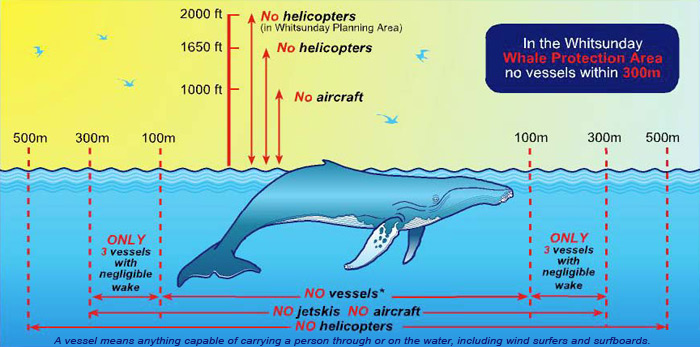 2000 ft
No helicopters
(in Whitsunday Planning Area)
1650 ft
No helicopters
1000 ft
No aircraft
In the Whitsunday
Whale Protection Area
no vessels within 300m
500m
300m
100m
100m
300m
500m
ONLY
3 vessels
with
negligible
wake
ONLY
3 vessels
with
negligible
wake
NO vessels*
NO jetskis NO aircraft
NO helicopters
A vessel means anything capable of carrying a person through or on the water, including wind surfers and surfboards.